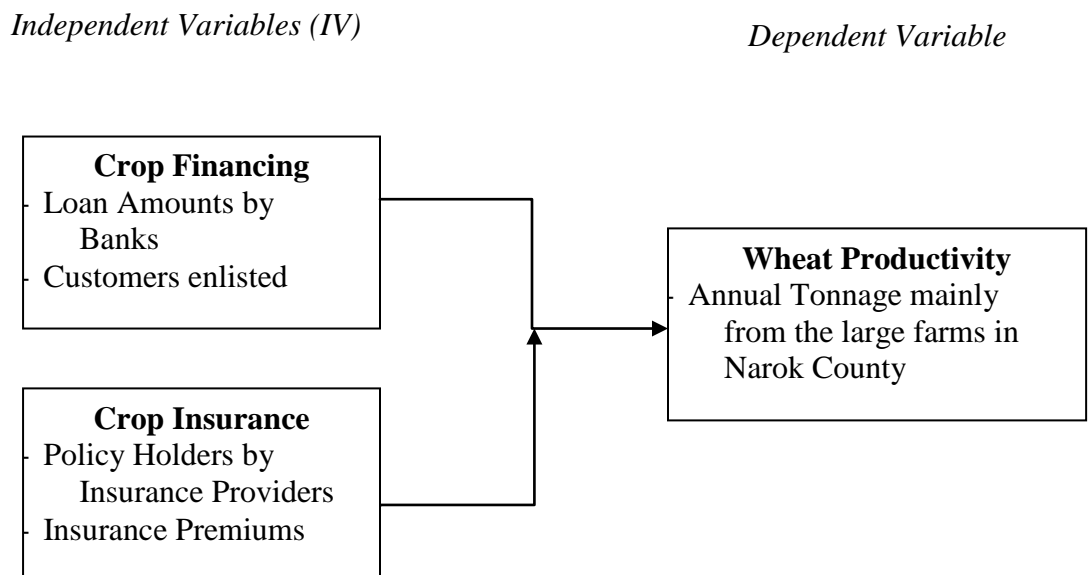 Independent Variables (IV)
Dependent Variable
Crop Financing
- Loan Amounts by
Banks
- Customers enlisted
Crop Insurance
- Policy Holders by
Insurance Providers
- Insurance Premiums
Wheat Productivity
- Annual Tonnage mainly
from the large farms in
Narok County